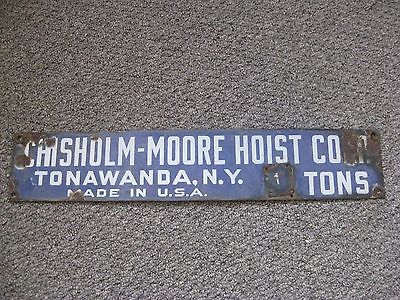 CHISHOLM-MOORE HOIST CO
TONAWANDA, N.Y. 1 TONS
MADE IN U.S.A.